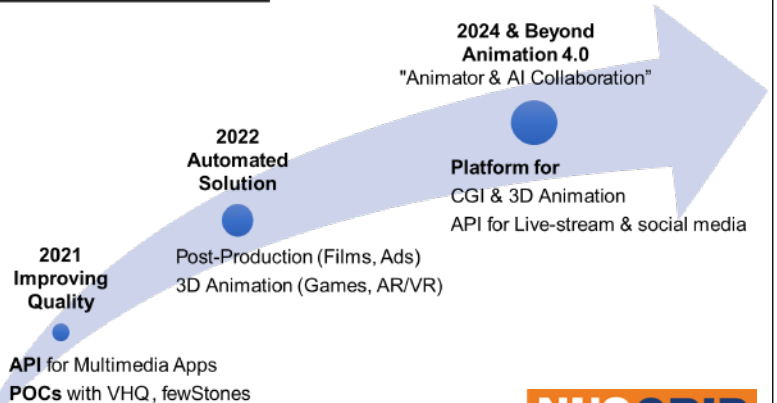 2024 & Beyond
Animation 4.0
"Animator & AI Collaboration”
2022
Automated
Solution
Platform for
CGI & 3D Animation
API for Live-stream & social media
2021
Improving
Quality
Post-Production (Films, Ads)
3D Animation (Games, AR/VR)
API for Multimedia Apps
POCs with VHQ, fewStones